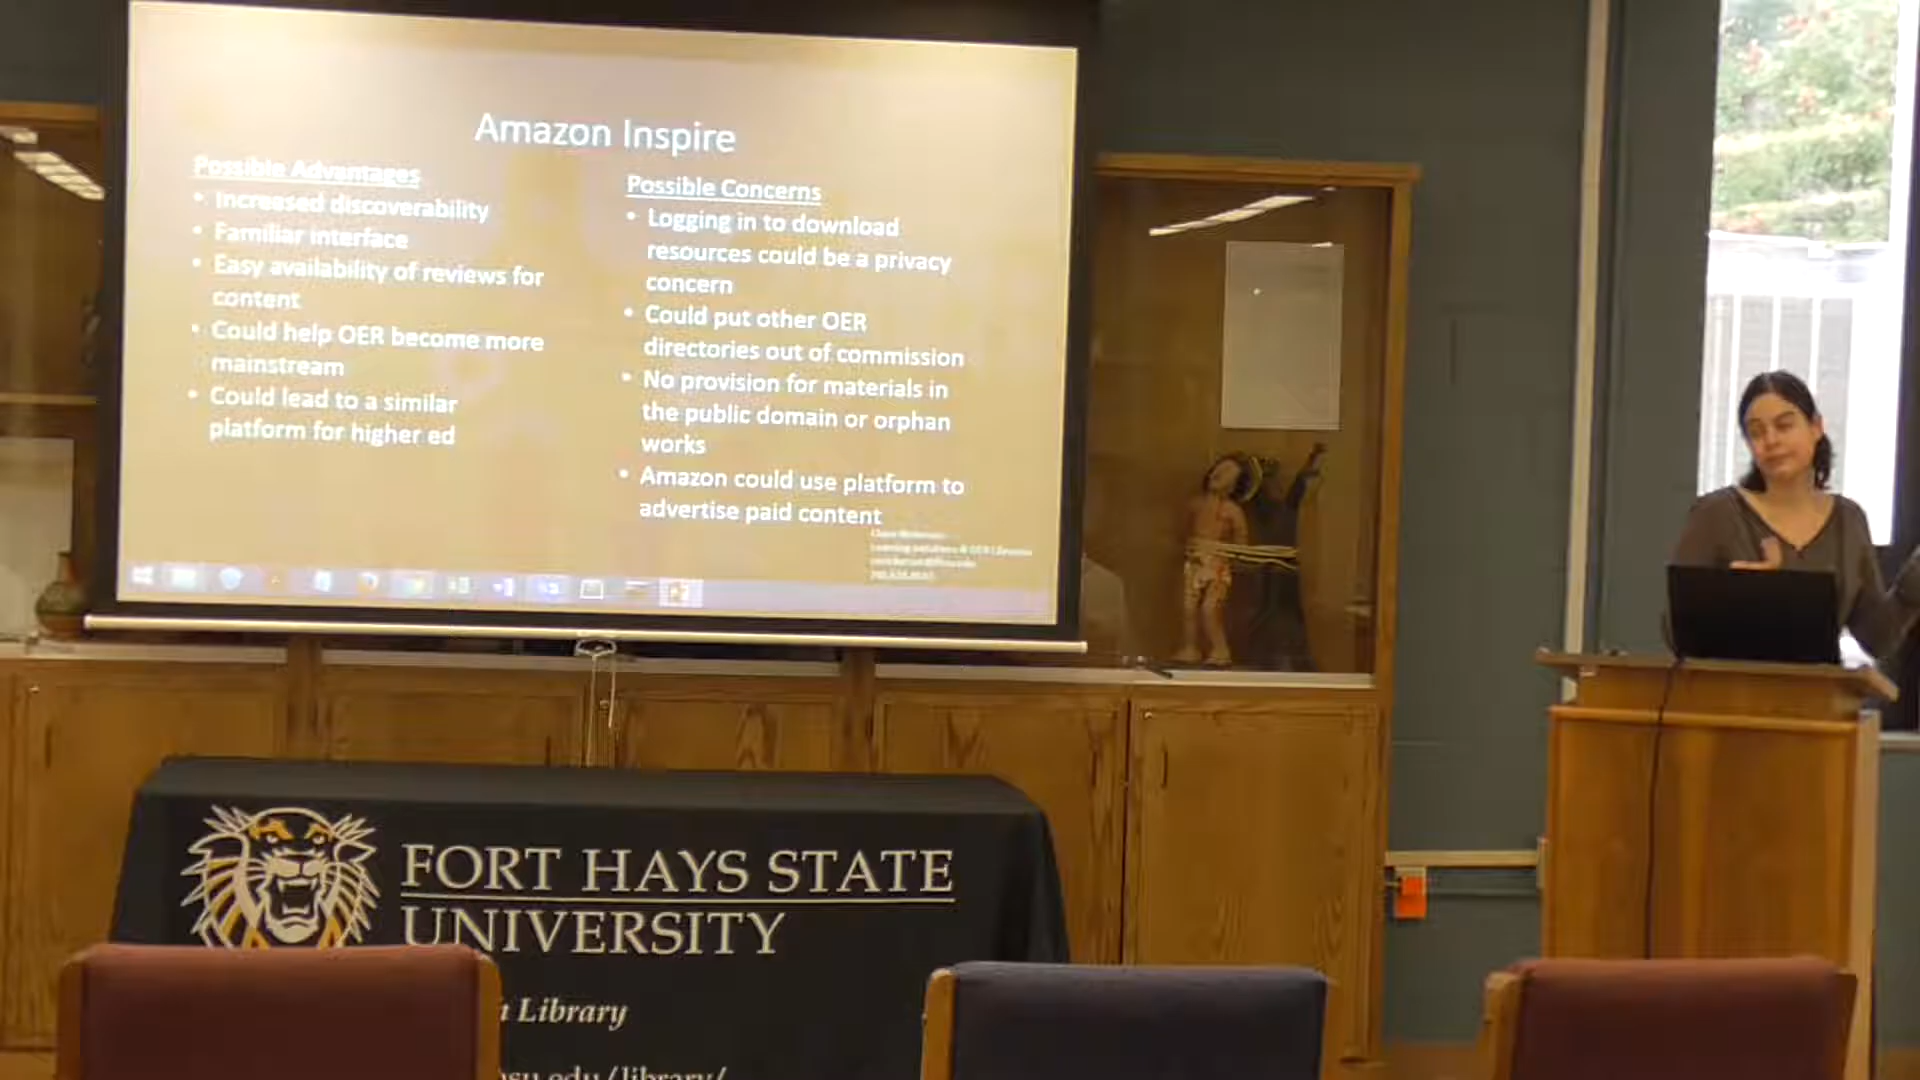 Amazon Inspire
Possible Advantages
• Increased discoverability
• Familiar interface
• Easy availability of reviews for
content
• Could help OER become more
mainstream
• Could lead to a similar
platform for higher ed
Possible Concerns
• Logging in to download
resources could be a privacy
concern
• Could put other OER
directories out of commission
• No provision for materials in
the public domain or orphan
works
• Amazon could use platform to
advertise paid content
FORT HAYS STATE
UNIVERSITY
Library
.edu/library/